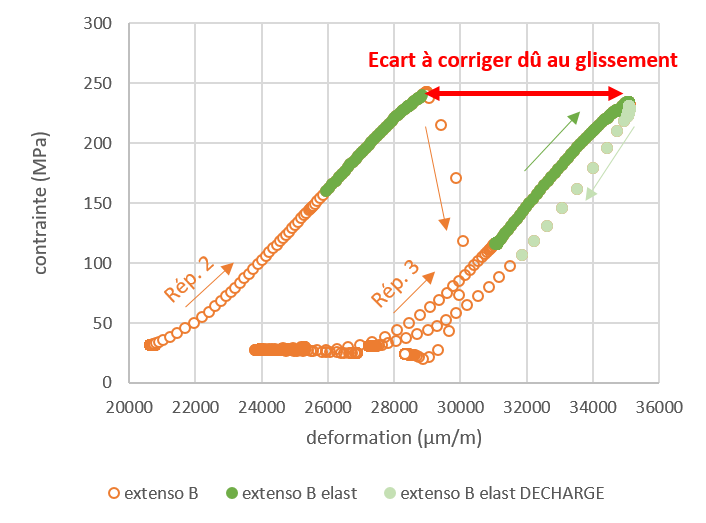 300
Ecart à corriger dû au glissement
250
200
150
100
50
0
contrainte (MPa)
Rép. 2
Rép. 3
20000 22000 24000 26000 28000 30000 32000 34000 36000
deformation (µm/m)
extenso B extenso B elast extenso B elast DECHARGE